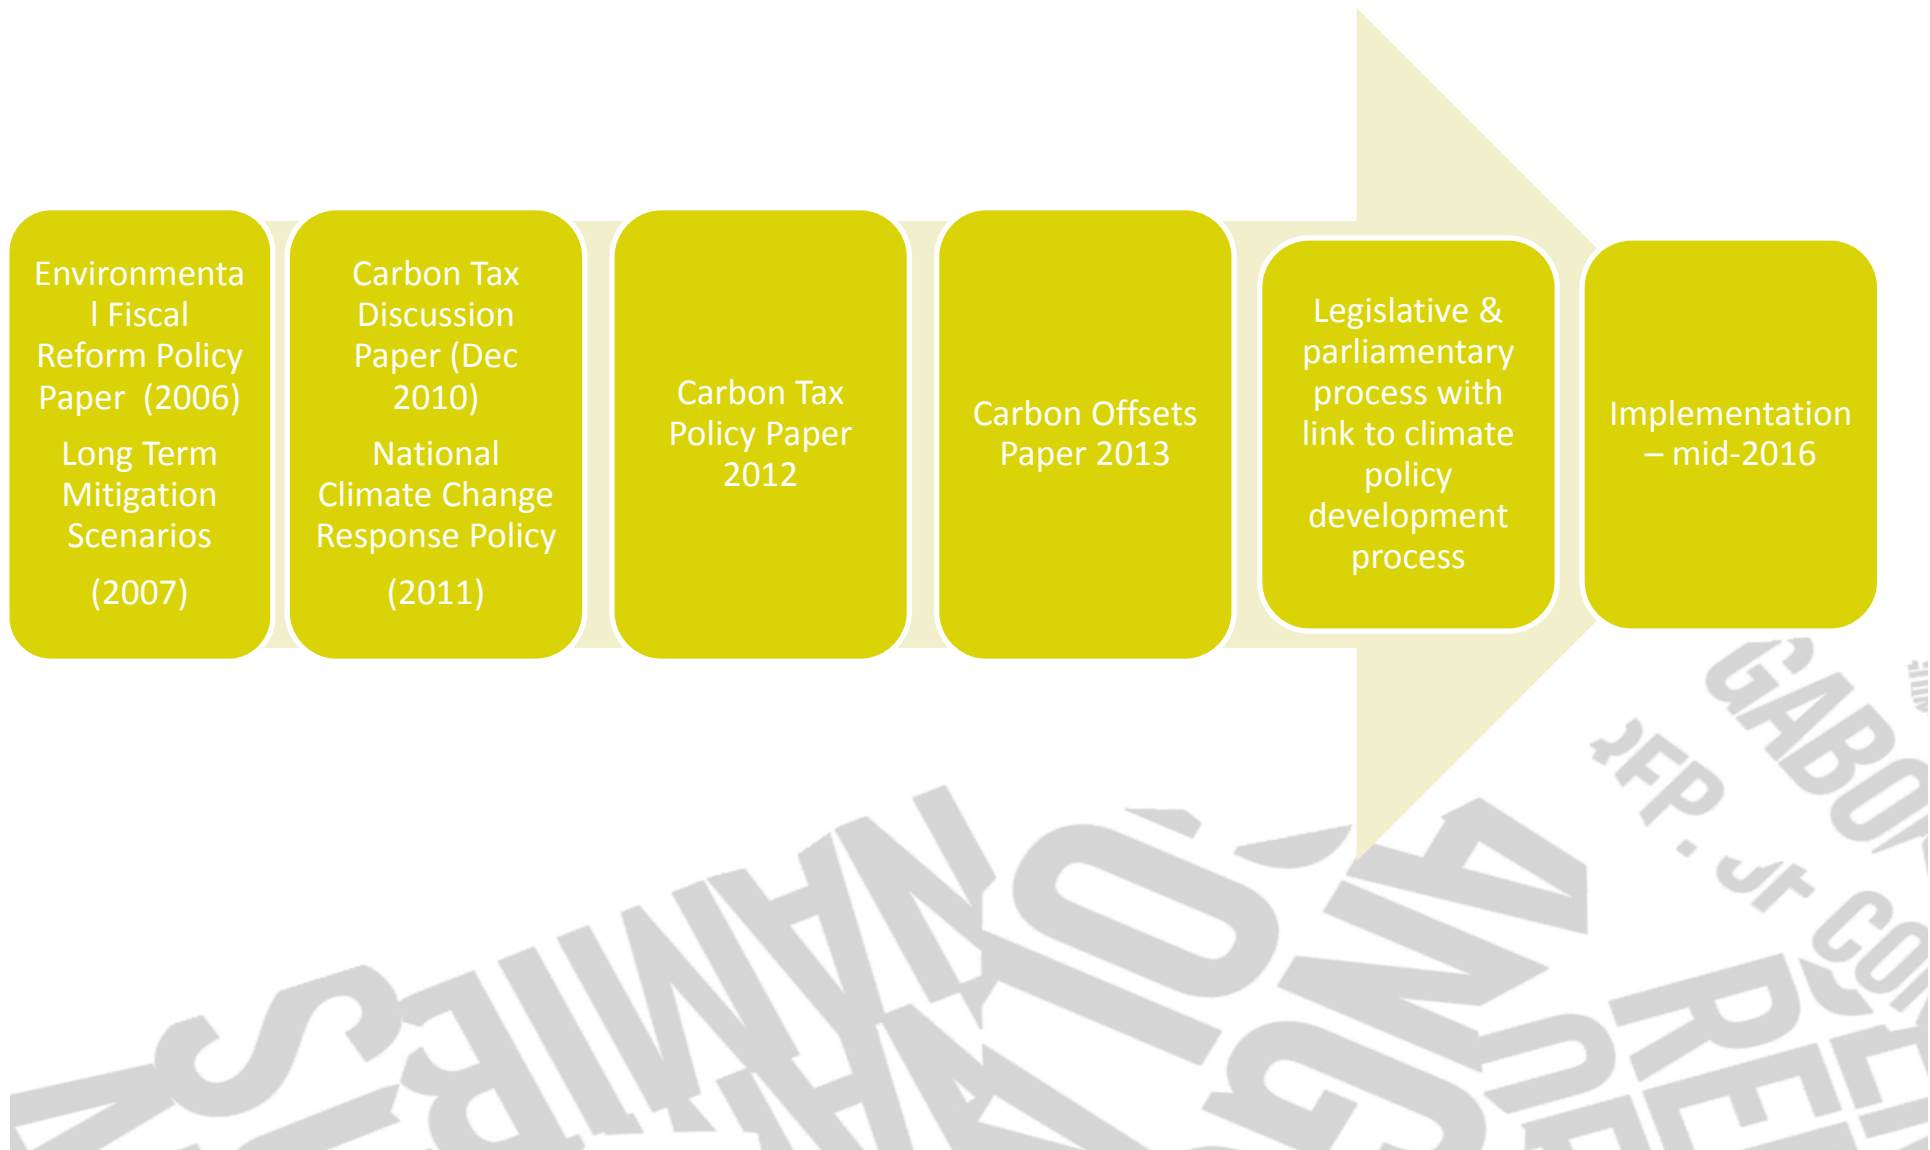 Environmenta
l Fiscal
Reform Policy
Paper (2006)
Long Term
Mitigation
Scenarios
(2007)
Carbon Tax
Discussion
Paper (Dec
2010)
National
Climate Change
Response Policy
(2011)
Carbon Tax
Policy Paper
2012
Carbon Offsets
Paper 2013
Legislative &
parliamentary
process with
link to climate
policy
development
process
Implementation
– mid-2016